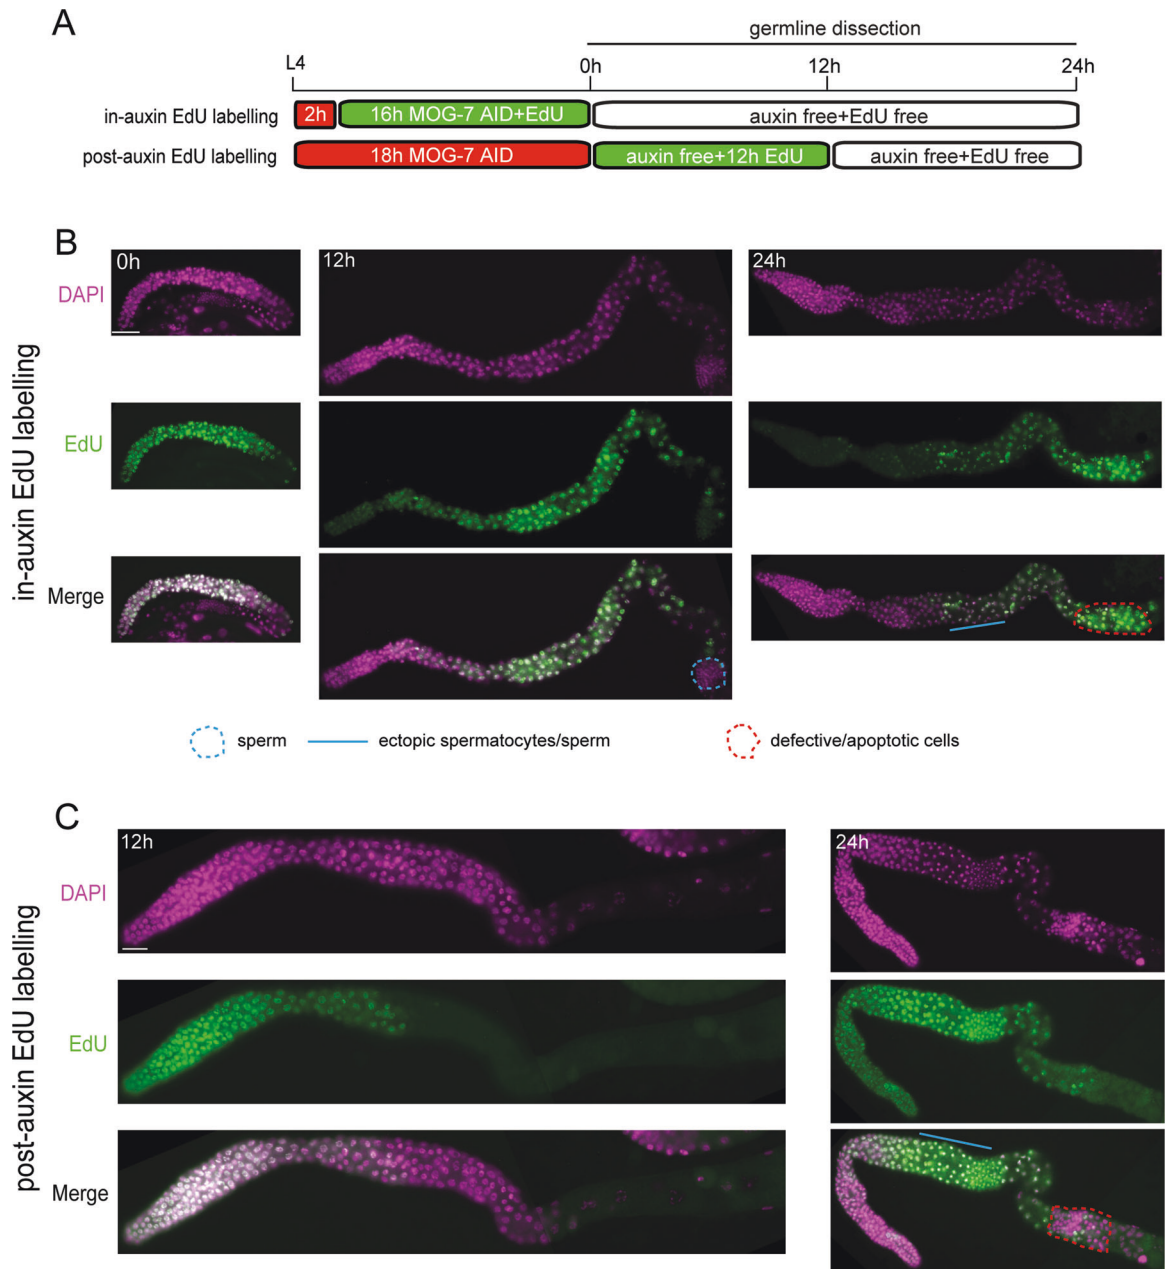 A
germline dissection
L4
0h
12h
24h
in-auxin EdU labelling
2h
16h MOG-7 AID+EdU
auxin free+EdU free
post-auxin EdU labelling
18h MOG-7 AID
auxin free+12h EdU
auxin free+EdU free
B
in-auxin EdU labelling
0h
12h
24h
DAPI
EdU
Merge
sperm
ectopic spermatocytes/sperm
defective/apoptotic cells
C
post-auxin EdU labelling
12h
24h
DAPI
EdU
Merge